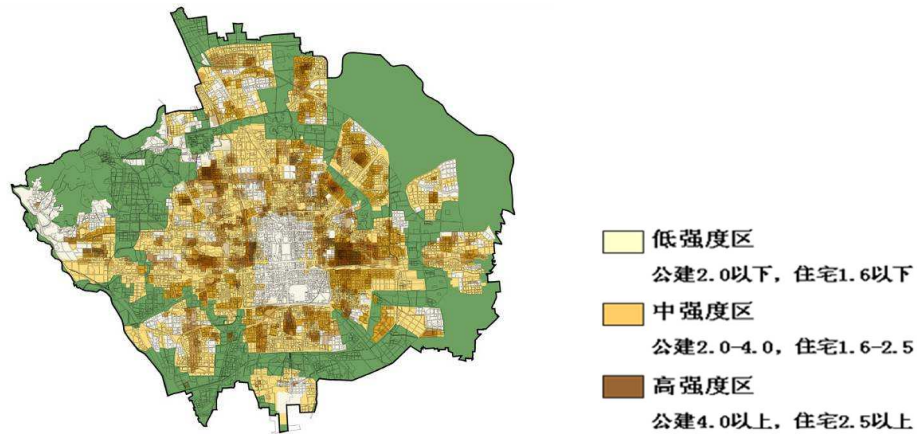 低强度区
公建2.0以下，住宅1.6以下
中强度区
公建2.0-4.0，住宅1.6-2.5
高强度区
公建4.0以上，住宅2.5以上